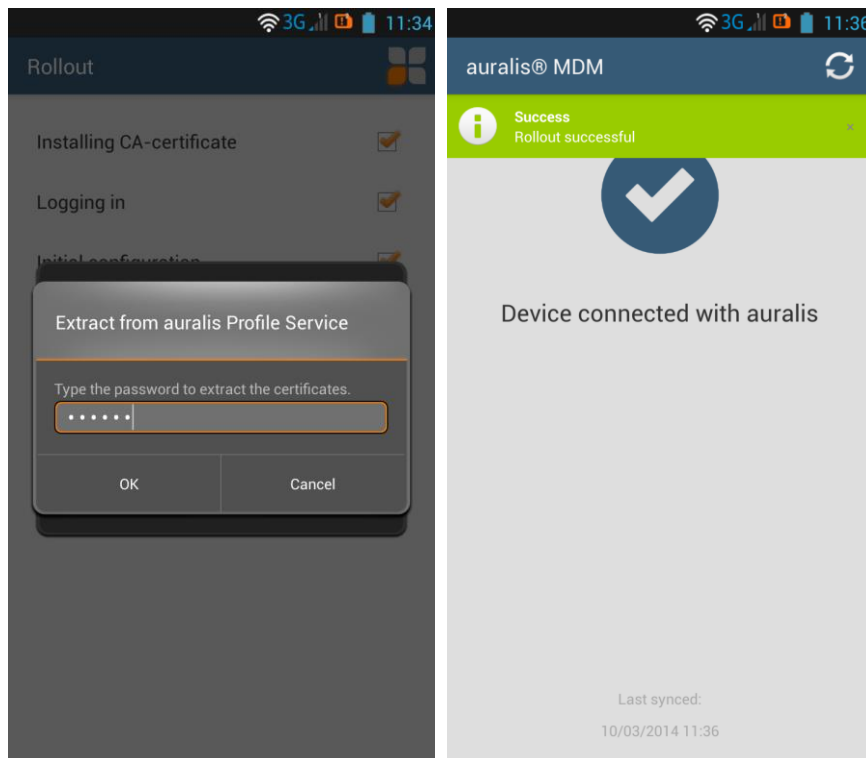 3G 11:34
Rollout
Installing CA-certificate
Logging in
Initial configuration
Extract from auralis Profile Service
Type the password to extract the certificates.
••••••
OK Cancel
3G 11:36
auralis® MDM
Success
Rollout successful
×
Device connected with auralis
Last synced:
10/03/2014 11:36